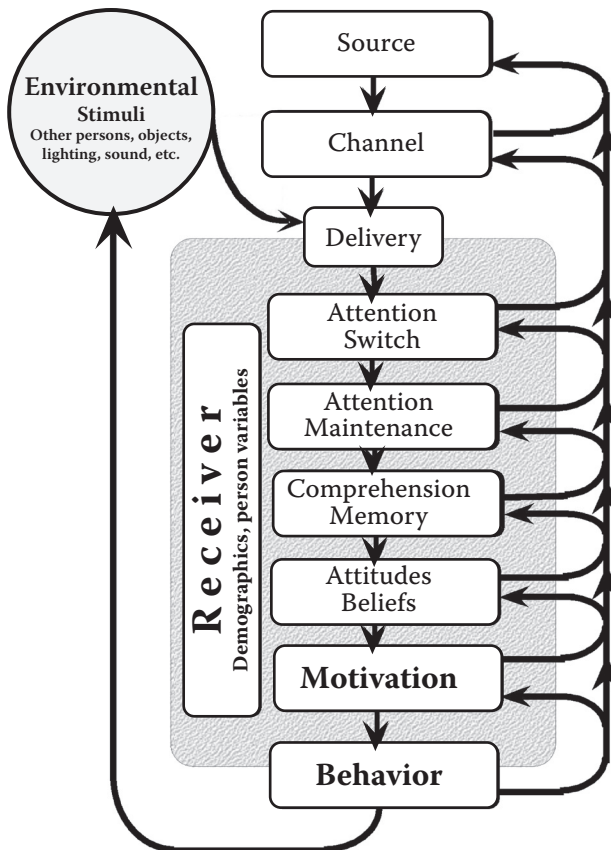 Source
Environmental
Stimuli
Other persons, objects,
lighting, sound, etc.
Channel
Delivery
Attention
Switch
Receiver
Demographics, person variables
Attention
Maintenance
Comprehension
Memory
Attitudes
Beliefs
Motivation
Behavior